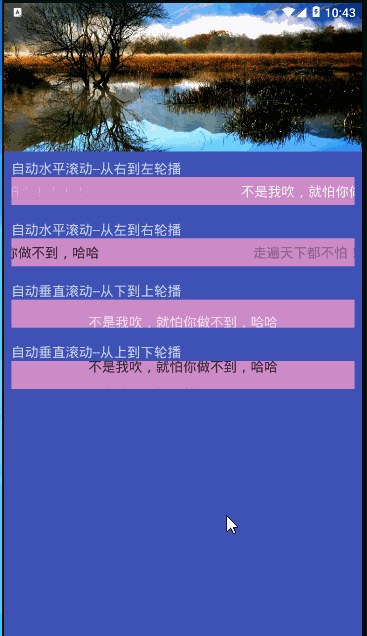 10:43
自动水平滚动—从右到左轮播
！！！！！ 不是我吹，就怕你做
自动水平滚动—从左到右轮播
你做不到，哈哈 走遍天下都不怕！
自动垂直滚动—从下到上轮播
不是我吹，就怕你做不到，哈哈
自动垂直滚动—从上到下轮播
不是我吹，就怕你做不到，哈哈